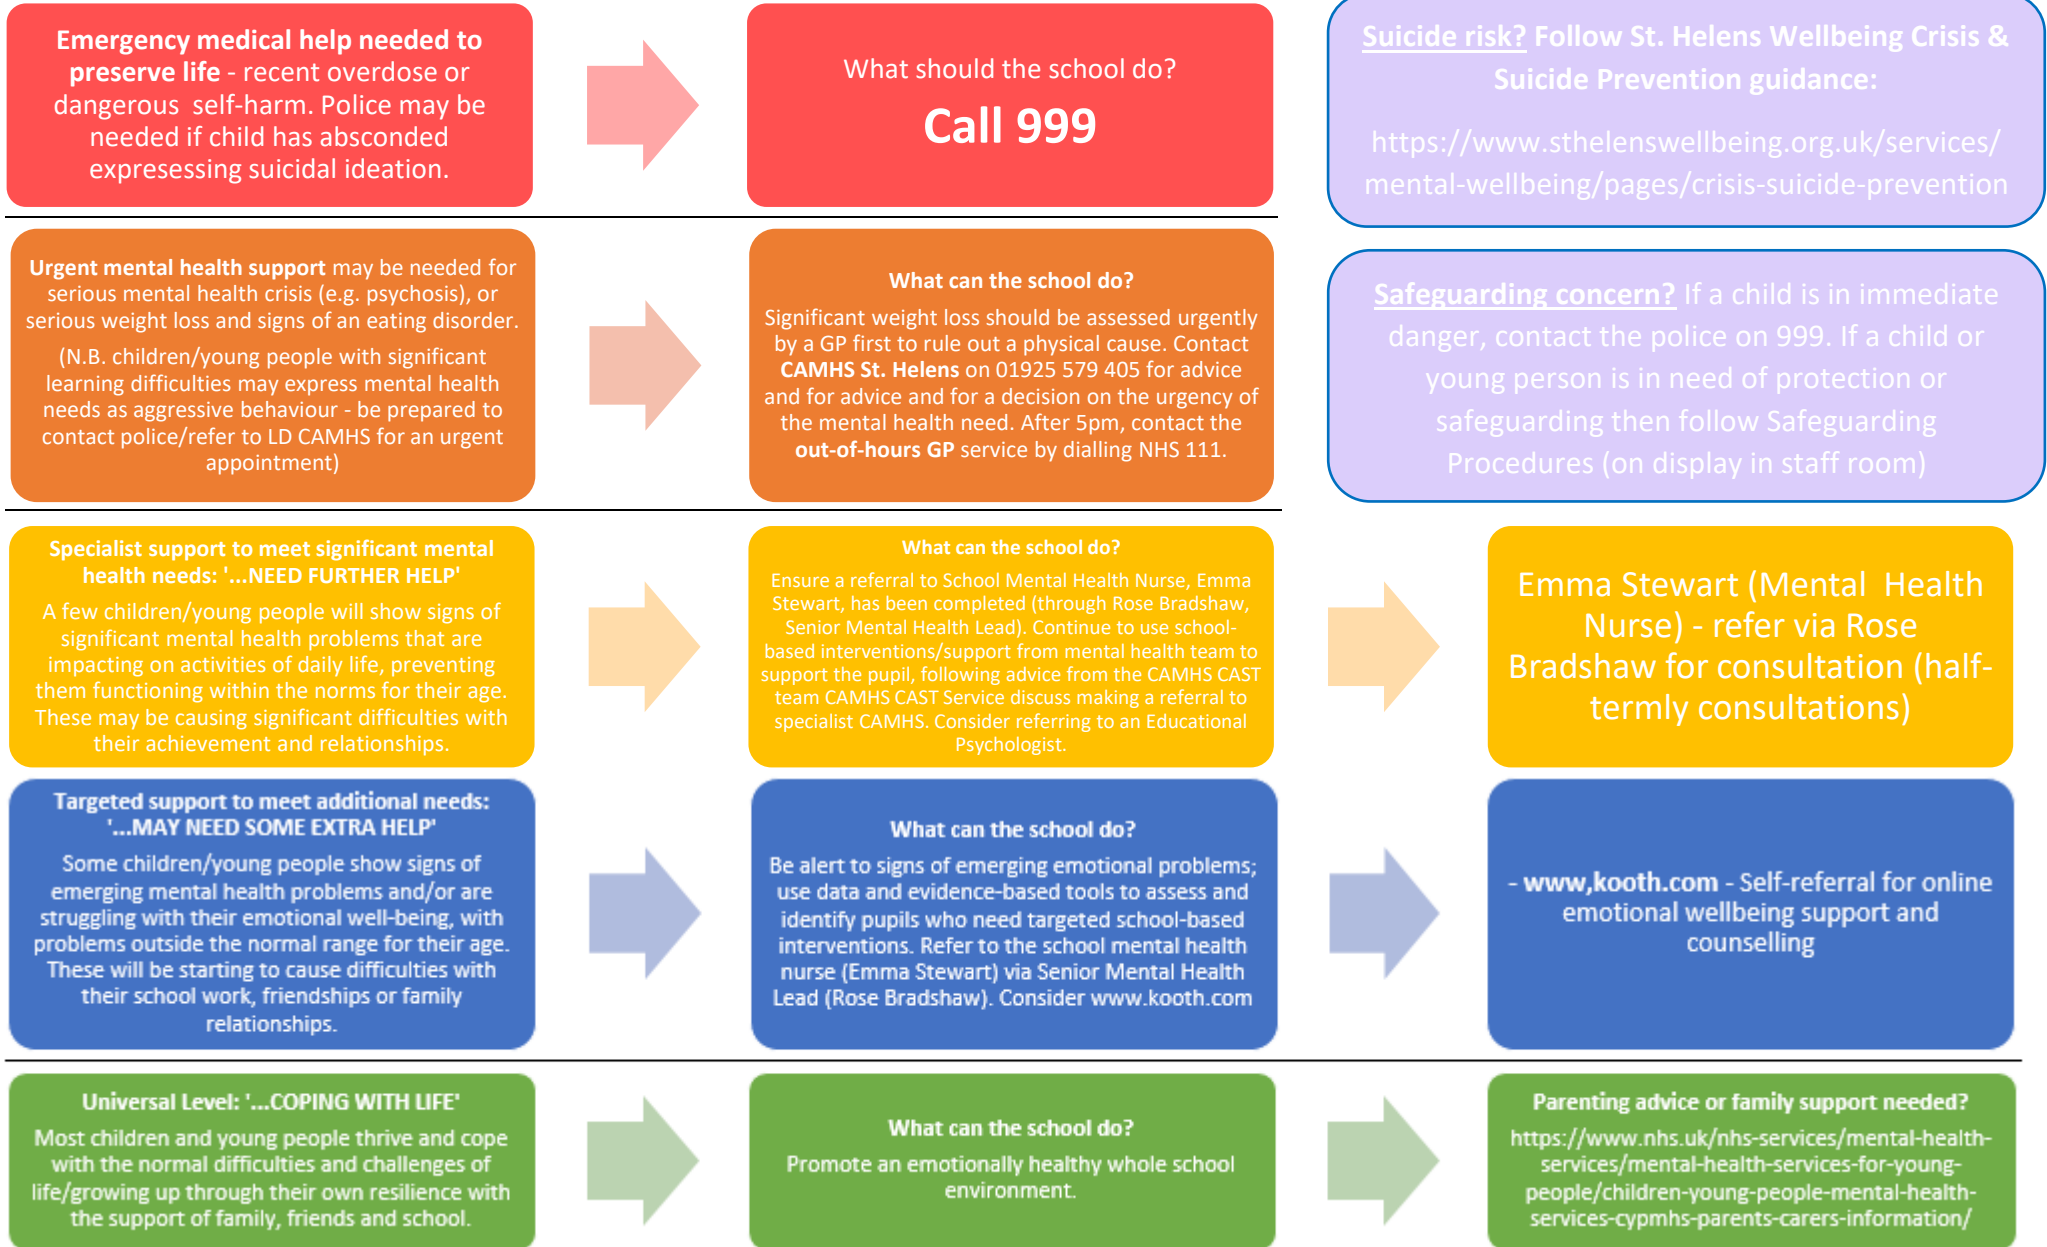 Emergency medical help needed to
preserve life - recent overdose or
dangerous self-harm. Police may be
needed if child has absconded
expresessing suicidal ideation.
What should the school do?
Call 999
Suicide risk? Follow St. Helens Wellbeing Crisis &
Suicide Prevention guidance:
https://www.sthelenswellbeing.org.uk/services/
mental-wellbeing/pages/crisis-suicide-prevention
Urgent mental health support may be needed for
serious mental health crisis (e.g. psychosis), or
serious weight loss and signs of an eating disorder.
(N.B. children/young people with significant
learning difficulties may express mental health
needs as aggressive behaviour - be prepared to
contact police/refer to LD CAMHS for an urgent
appointment)
What can the school do?
Significant weight loss should be assessed urgently
by a GP first to rule out a physical cause. Contact
CAMHS St. Helens on 01925 579 405 for advice
and for advice and for a decision on the urgency of
the mental health need. After 5pm, contact the
out-of-hours GP service by dialling NHS 111.
Safeguarding concern? If a child is in immediate
danger, contact the police on 999. If a child or
young person is in need of protection or
safeguarding then follow Safeguarding
Procedures (on display in staff room)
Specialist support to meet significant mental
health needs: '...NEED FURTHER HELP'
A few children/young people will show signs of
significant mental health problems that are
impacting on activities of daily life, preventing
them functioning within the norms for their age.
These may be causing significant difficulties with
their achievement and relationships.
What can the school do?
Ensure a referral to School Mental Health Nurse, Emma
Stewart, has been completed (through Rose Bradshaw,
Senior Mental Health Lead). Continue to use school-
based interventions/support from mental health team to
support the pupil, following advice from the CAMHS CAST
team CAMHS CAST Service discuss making a referral to
specialist CAMHS. Consider referring to an Educational
Psychologist.
Emma Stewart (Mental Health
Nurse) - refer via Rose
Bradshaw for consultation (half-
termly consultations)
Targeted support to meet additional needs:
'...MAY NEED SOME EXTRA HELP'
Some children/young people show signs of
emerging mental health problems and/or are
struggling with their emotional well-being, with
problems outside the normal range for their age.
These will be starting to cause difficulties with
their school work, friendships or family
relationships.
What can the school do?
Be alert to signs of emerging emotional problems;
use data and evidence-based tools to assess and
identify pupils who need targeted school-based
interventions. Refer to the school mental health
nurse (Emma Stewart) via Senior Mental Health
Lead (Rose Bradshaw). Consider www.kooth.com
- www,kooth.com - Self-referral for online
emotional wellbeing support and
counselling
Universal Level: '...COPING WITH LIFE'
Most children and young people thrive and cope
with the normal difficulties and challenges of
life/growing up through their own resilience with
the support of family, friends and school.
What can the school do?
Promote an emotionally healthy whole school
environment.
Parenting advice or family support needed?
https://www.nhs.uk/nhs-services/mental-health-
services/mental-health-services-for-young-
people/children-young-people-mental-health-
services-cypmhs-parents-carers-information/